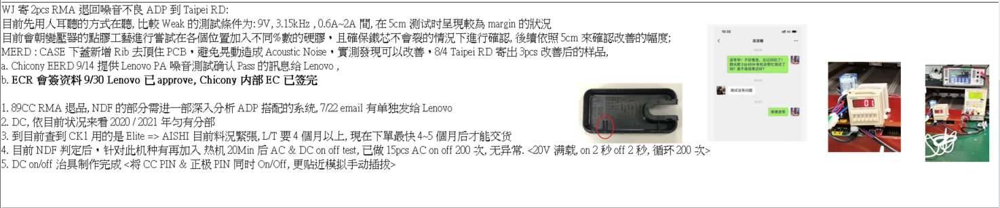 WJ 寄 2pcs RMA 退回噪音不良 ADP 到 Taipei RD:
目前先用人耳聽的方式在聽. 比較 Weak 的測試條件为: 9V, 3.15kHz , 0.6A~2A 間, 在 5cm 测试时呈現較為 margin 的狀况
目前會朝變壓器的點膠工藝進行嘗試在各個位置加入不同%數的硬膠，且確保鐵芯不會裂的情況下進行確認, 後續依照 5cm 來確認改善的幅度;
MERD : CASE 下蓋新增 Rib 去頂住 PCB，避免晃動造成 Acoustic Noise，實測發現可以改善，8/4 Taipei RD 寄出 3pcs 改善后的样品,
a. Chicony EERD 9/14 提供 Lenovo PA 噪音測試确认 Pass 的訊息给 Lenovo ,
b. ECR 會簽资料 9/30 Lenovo 已 approve, Chicony 内部 EC 已签完
1. 89CC RMA 退品, NDF 的部分需进一部深入分析 ADP 搭配的系统, 7/22 email 有单独发给 Lenovo
2. DC, 依目前状况来看 2020 / 2021 年匀有分部
3. 到目前查到 CK1 用的是 Elite => AISHI 目前料況緊張, L/T 要 4 個月以上, 現在下單最快 4~5 個月后才能交货
4. 目前 NDF 判定后，针对此机种有再加入 热机 20Min 后 AC & DC on off test, 已做 15pcs AC on off 200 次, 无异常. <20V 满载, on 2 秒 off 2 秒, 循环 200 次>
5. DC on/off 治具制作完成 <将 CC PIN & 正极 PIN 同时 On/Off, 更贴近模拟手动插拔>
10:35
测试没有问题
感谢波哥
01